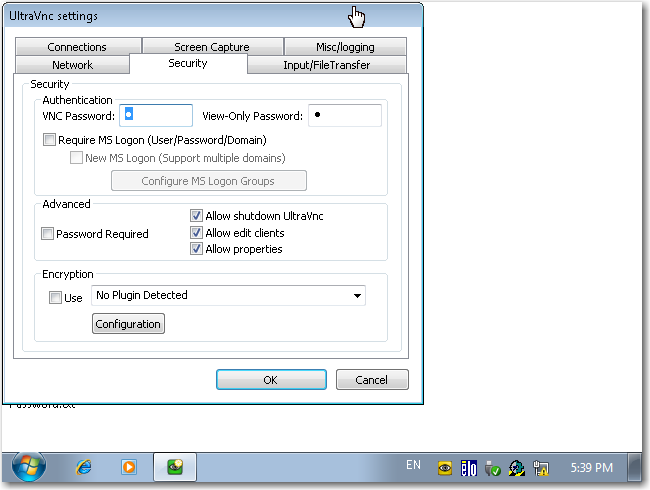 UltraVnc settings
Connections
Screen Capture
Misc/logging
Network
Security
Input/FileTransfer
Security
Authentication
VNC Password:
View-Only Password:
Require MS Logon (User/Password/Domain)
New MS Logon (Support multiple domains)
Configure MS Logon Groups
Advanced
Allow shutdown UltraVnc
Password Required
Allow edit clients
Allow properties
Encryption
Use
No Plugin Detected
Configuration
OK
Cancel
Password.txt
EN
5:39 PM